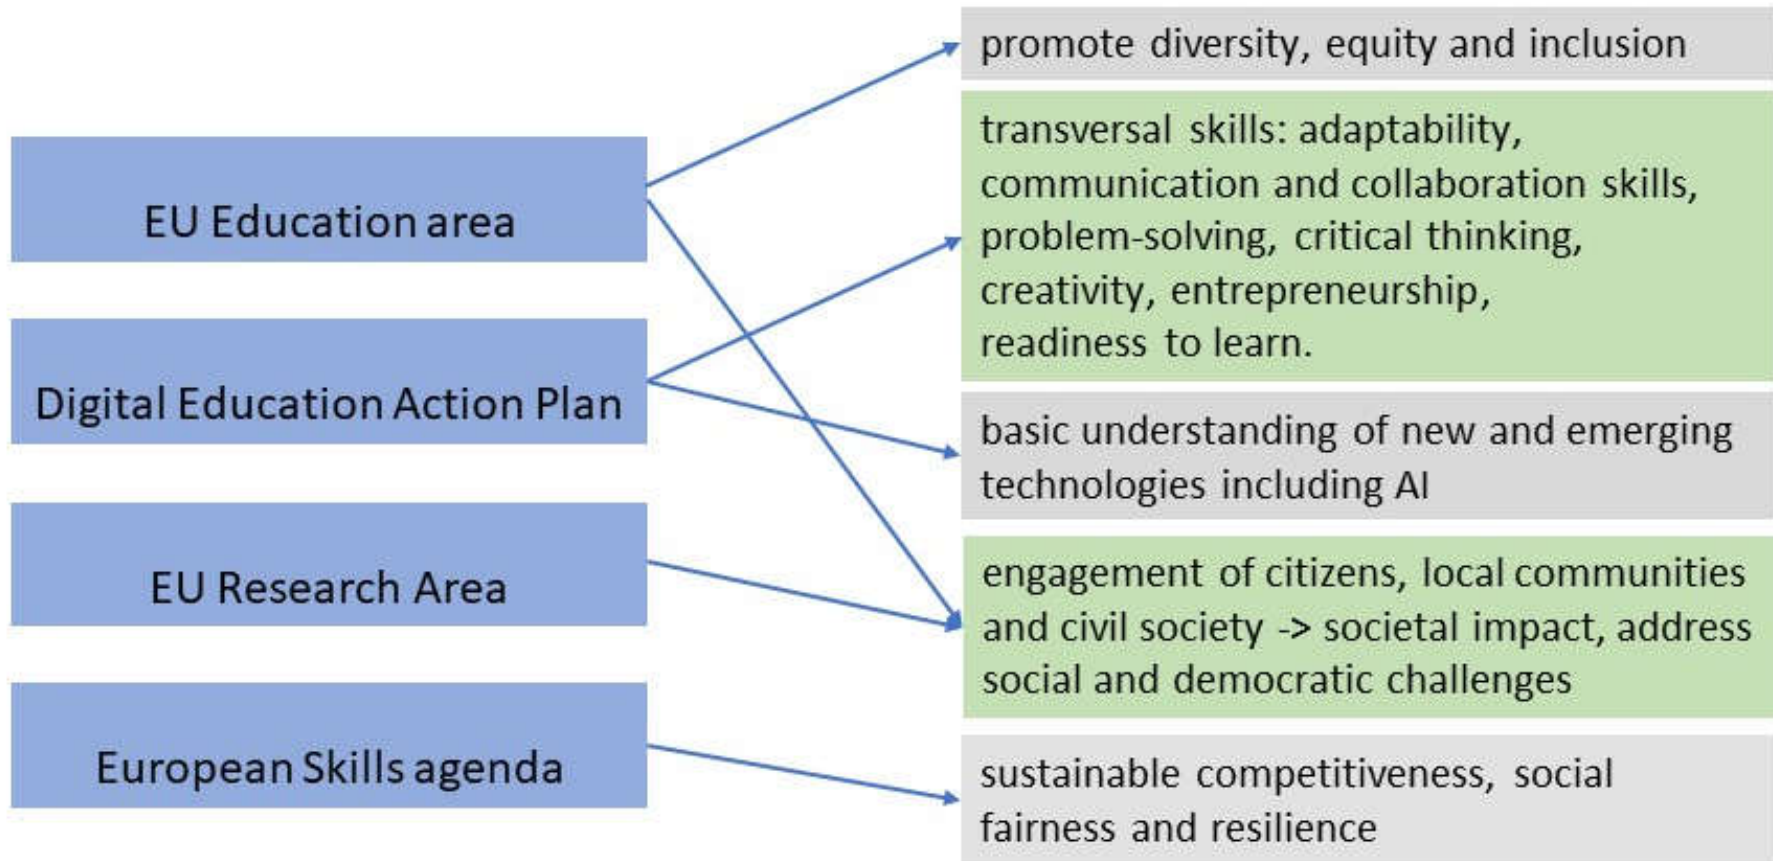 EU Education area
Digital Education Action Plan
EU Research Area
European Skills agenda
promote diversity, equity and inclusion
transversal skills: adaptability,
communication and collaboration skills,
problem-solving, critical thinking,
creativity, entrepreneurship,
readiness to learn.
basic understanding of new and emerging
technologies including AI
engagement of citizens, local communities
and civil society -> societal impact, address
social and democratic challenges
sustainable competitiveness, social
fairness and resilience